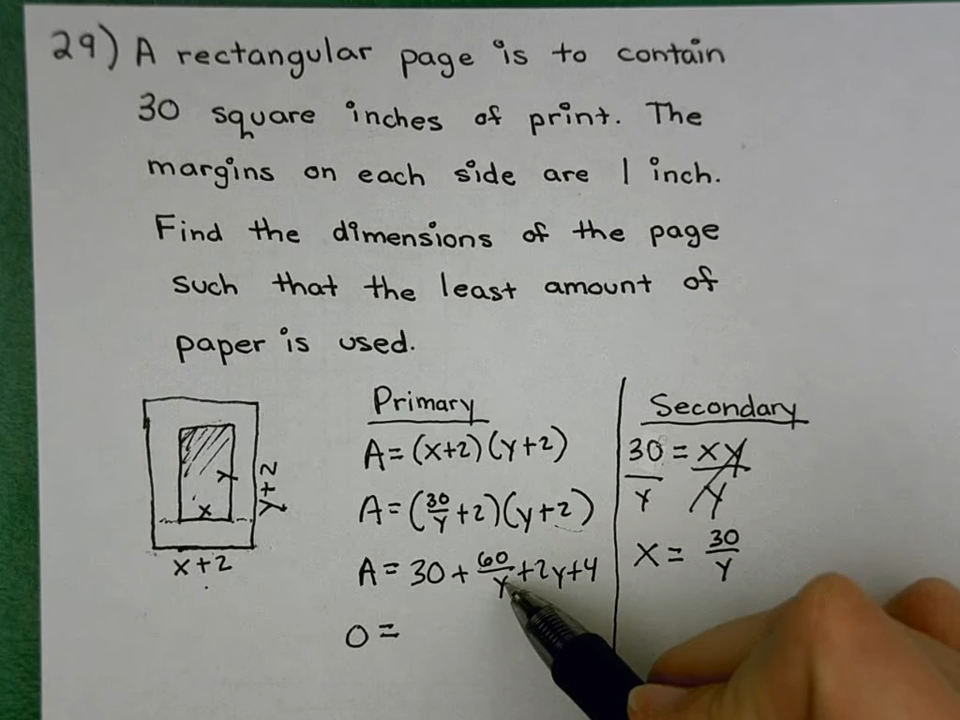 29) A rectangular page is to contain
30 square inches of print. The
margins on each side are 1 inch.
Find the dimensions of the page
such that the least amount of
paper is used.
Primary
A = (x+2)(y+2)
A = (30/y + 2)(y+2)
A = 30 + 60/y + 2y + 4
0 =
Secondary
30/y = xy/y
x = 30/y
y
x
y+2
x+2